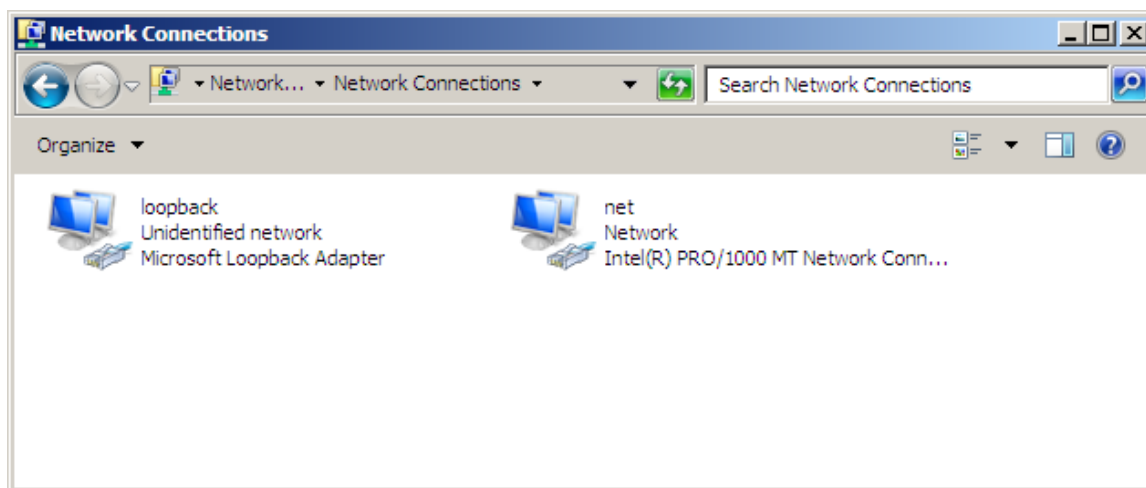 Network Connections
Network... Network Connections
Search Network Connections
Organize
loopback
Unidentified network
Microsoft Loopback Adapter
net
Network
Intel(R) PRO/1000 MT Network Conn...